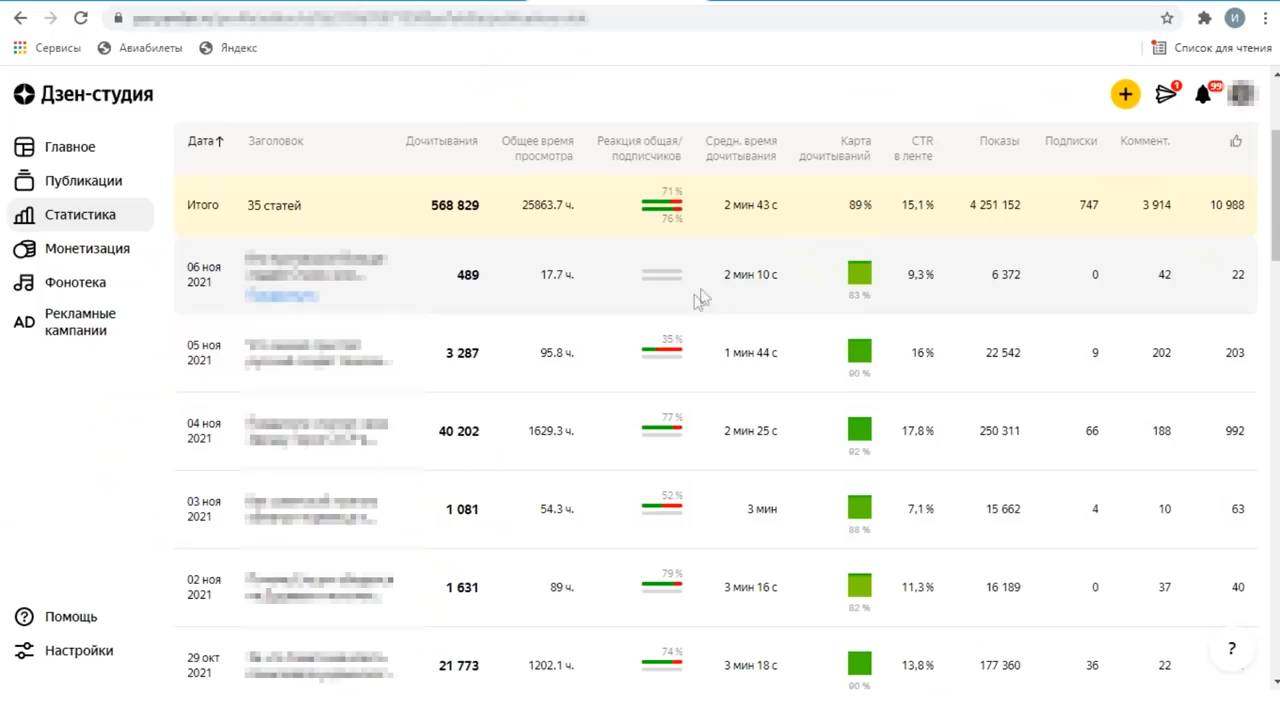 Сервисы Авиабилеты Яндекс Список для чтения
И
Дзен-студия
1
99
Главное
Публикации
Статистика
Монетизация
Фонотека
AD Рекламные
кампании
Помощь
Настройки
Дата↑ Заголовок Дочитывания Общее время
просмотра Реакция общая/
подписчиков Средн. время
дочитывания Карта
дочитываний CTR
в ленте Показы Подписки Коммент.
Итого 35 статей 568 829 25863.7 ч. 71 %
76 % 2 мин 43 с 89 % 15,1 % 4 251 152 747 3 914 10 988
06 ноя
2021 489 17.7 ч. 2 мин 10 с 83 % 9,3 % 6 372 0 42 22
05 ноя
2021 3 287 95.8 ч. 35 % 1 мин 44 с 90 % 16 % 22 542 9 202 203
04 ноя
2021 40 202 1629.3 ч. 77 % 2 мин 25 с 92 % 17,8 % 250 311 66 188 992
03 ноя
2021 1 081 54.3 ч. 52 % 3 мин 88 % 7,1 % 15 662 4 10 63
02 ноя
2021 1 631 89 ч. 79 % 3 мин 16 с 82 % 11,3 % 16 189 0 37 40
29 окт
2021 21 773 1202.1 ч. 74 % 3 мин 18 с 90 % 13,8 % 177 360 36 22
?